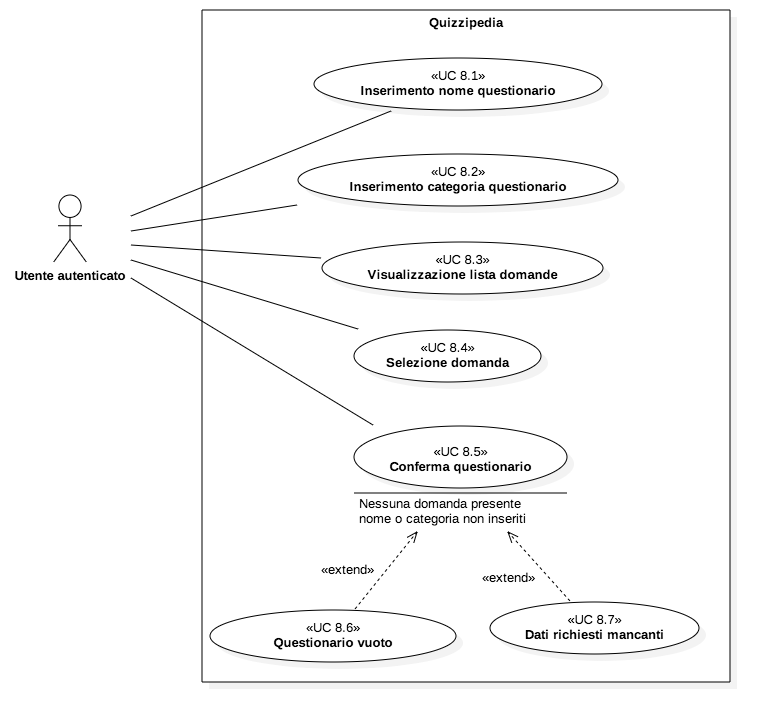 Quizzipedia
«UC 8.1»
Inserimento nome questionario
«UC 8.2»
Inserimento categoria questionario
Utente autenticato
«UC 8.3»
Visualizzazione lista domande
«UC 8.4»
Selezione domanda
«UC 8.5»
Conferma questionario
Nessuna domanda presente
nome o categoria non inseriti
«extend»
«extend»
«UC 8.6»
Questionario vuoto
«UC 8.7»
Dati richiesti mancanti